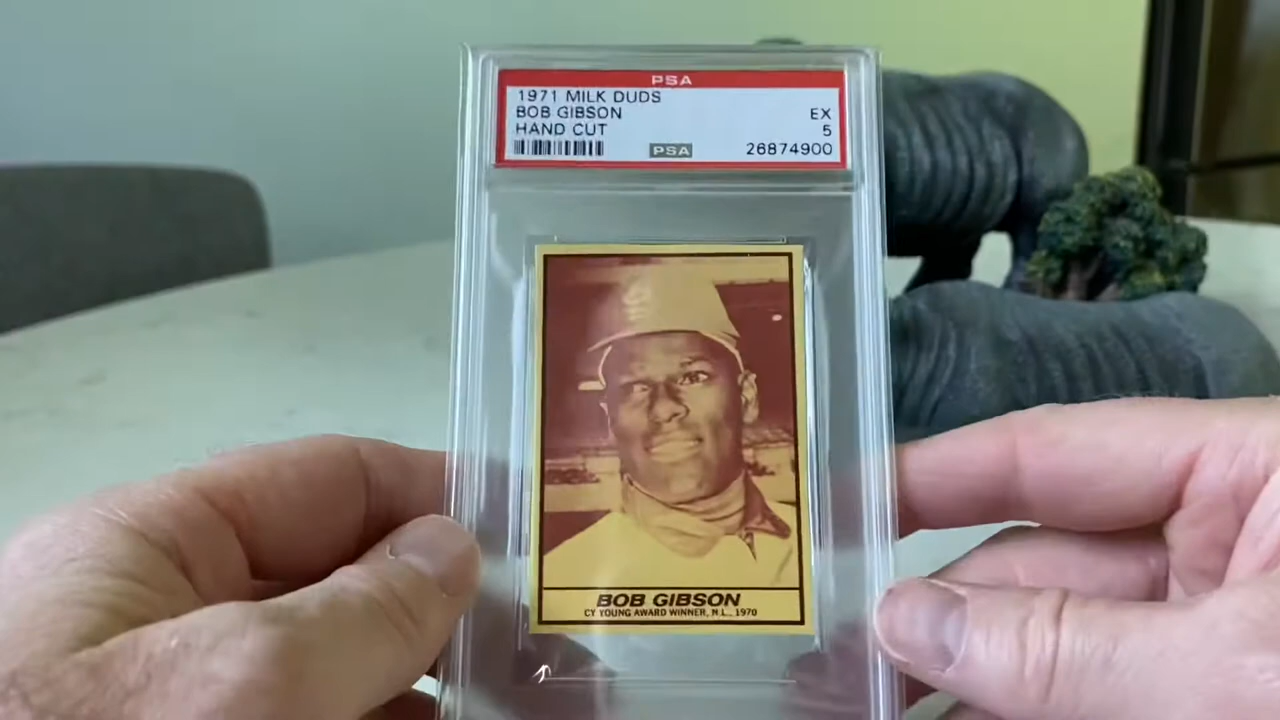 PSA
1971 MILK DUDS
BOB GIBSON EX
HAND CUT 5
PSA 26874900
BOB GIBSON
CY YOUNG AWARD WINNER, N.L., 1970